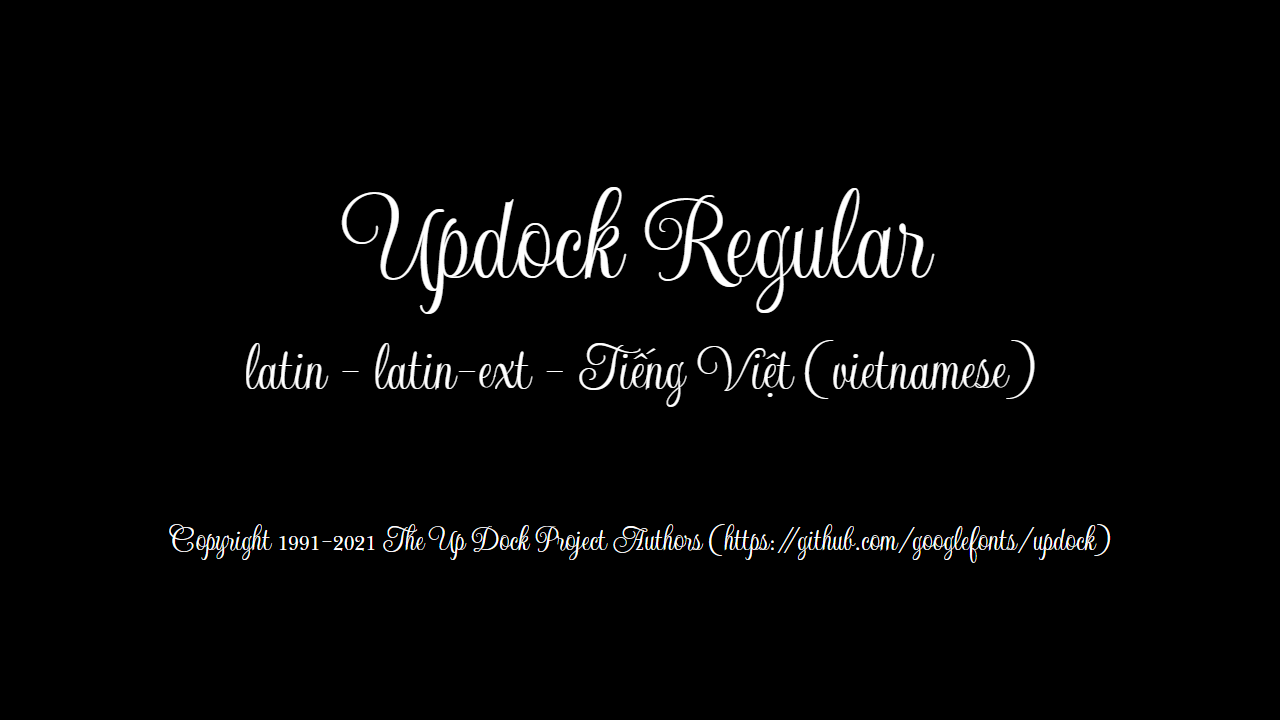 Updock Regular
latin - latin-ext - Tiếng Việt (vietnamese)
Copyright 1991-2021 The Up Dock Project Authors (https://github.com/googlefonts/updock)